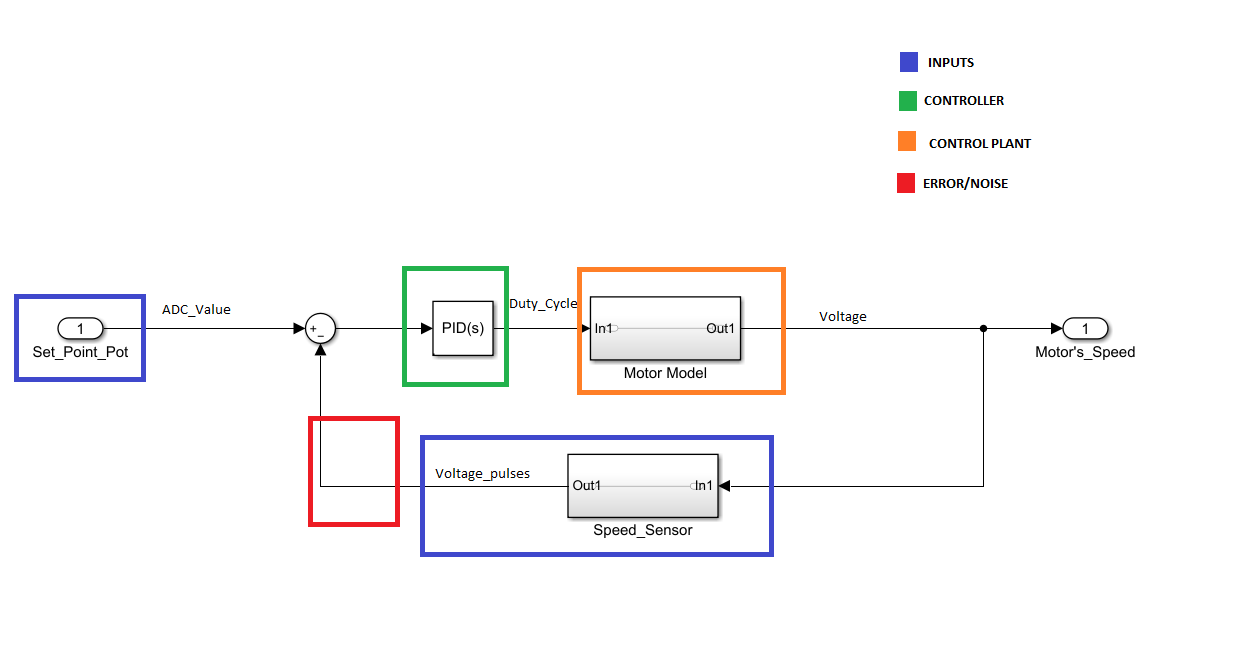 INPUTS
CONTROLLER
CONTROL PLANT
ERROR/NOISE
ADC_Value
1
Set_Point_Pot
+
−
PID(s)
Duty_Cycle
In1
Out1
Motor Model
Voltage
1
Motor's_Speed
Voltage_pulses
Out1
In1
Speed_Sensor